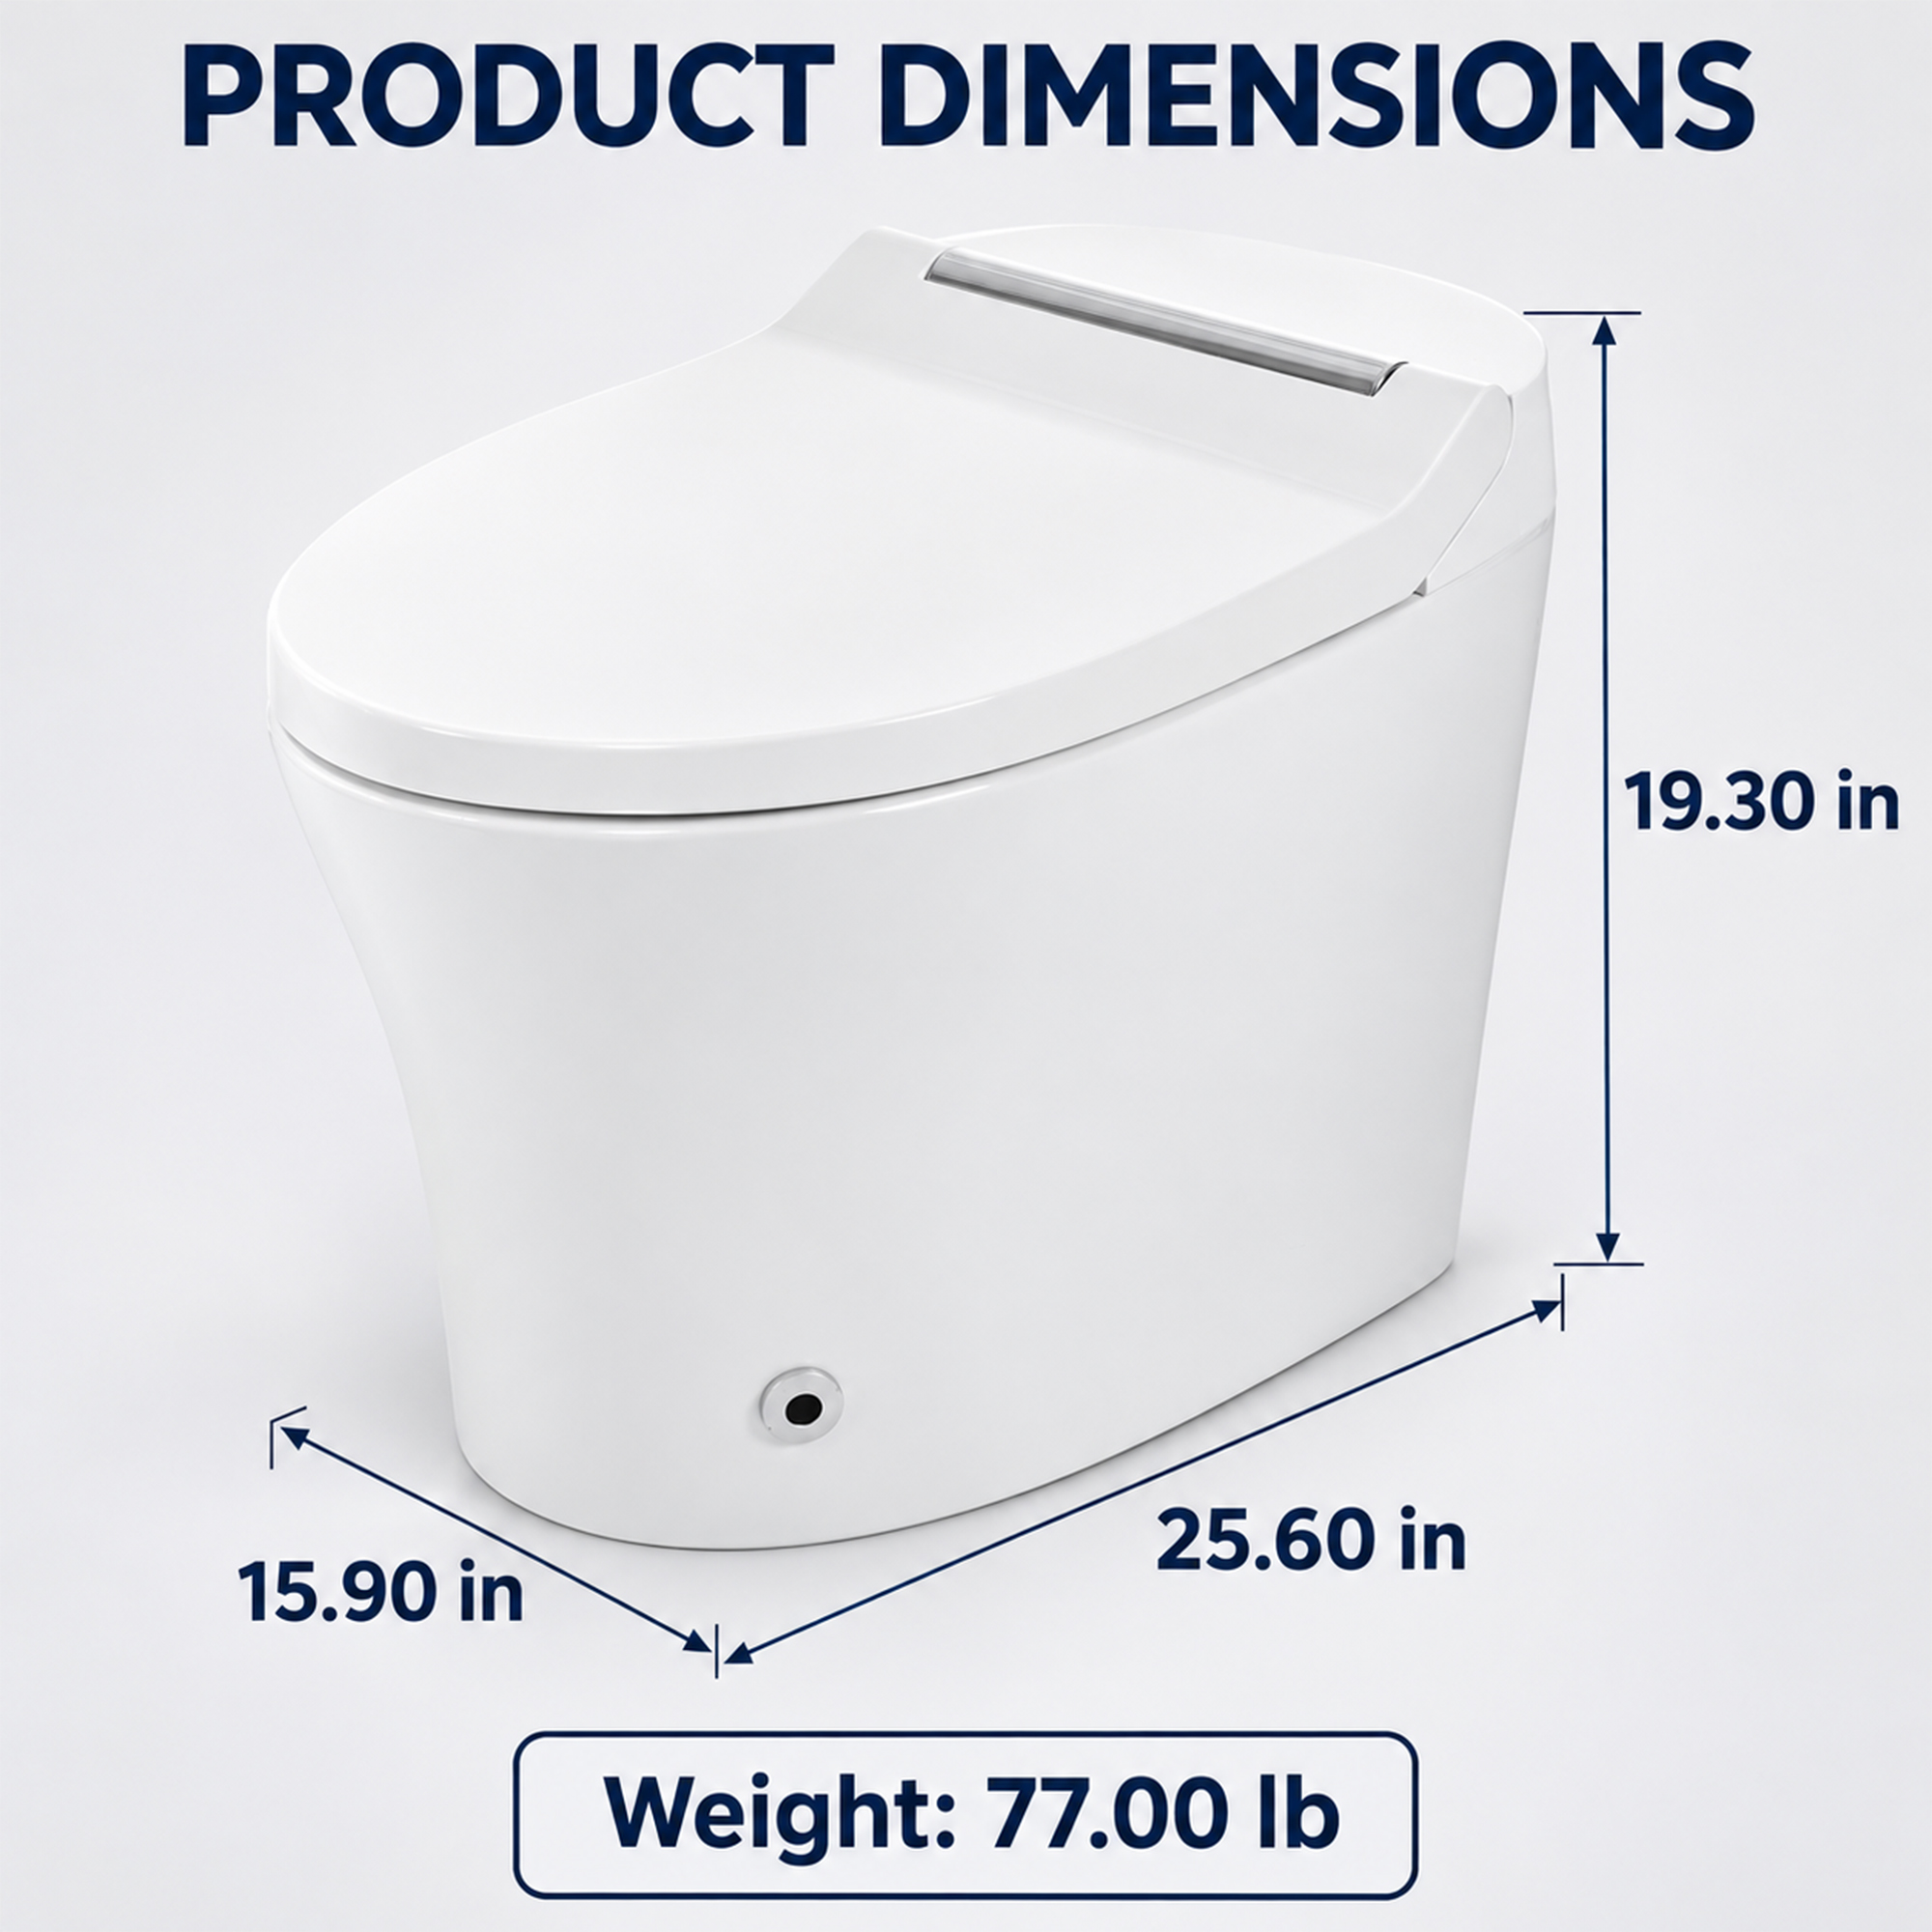 PRODUCT DIMENSIONS
19.30 in
25.60 in
15.90 in
Weight: 77.00 lb